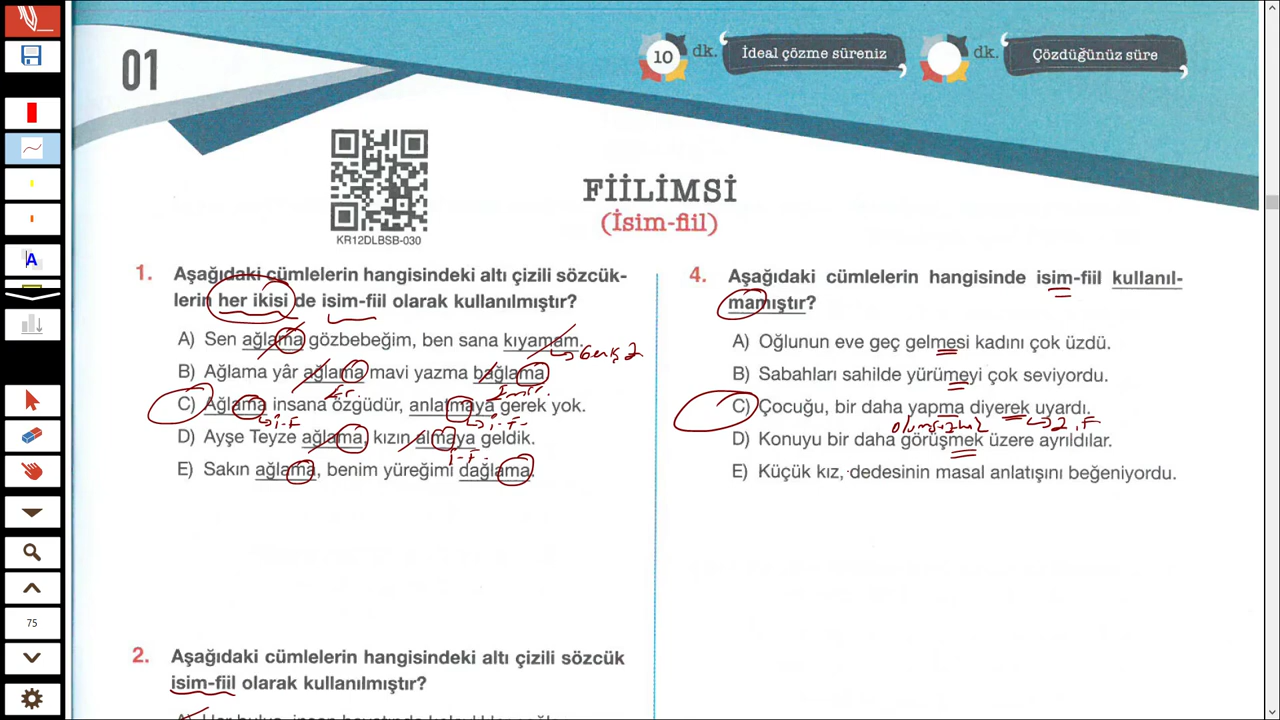 01
10 dk. İdeal çözme süreniz
dk. Çözdüğünüz süre
KR12DLBSB-030
FİİLİMSİ
(İsim-fiil)
1. Aşağıdaki cümlelerin hangisindeki altı çizili sözcük-
lerin her ikisi de isim-fiil olarak kullanılmıştır?
A) Sen ağlama gözbebeğim, ben sana kıyamam.
Geniş z
B) Ağlama yâr ağlama mavi yazma bağlama
C) Ağlama insana özgüdür, anlatmaya gerek yok.
i-F
i-F
D) Ayşe Teyze ağlama, kızın almaya geldik.
i-F
E) Sakın ağlama, benim yüreğimi dağlama.
2. Aşağıdaki cümlelerin hangisindeki altı çizili sözcük
isim-fiil olarak kullanılmıştır?
4. Aşağıdaki cümlelerin hangisinde isim-fiil kullanıl-
mamıştır?
A) Oğlunun eve geç gelmesi kadını çok üzdü.
B) Sabahları sahilde yürümeyi çok seviyordu.
C) Çocuğu, bir daha yapma diyerek uyardı.
z.F
D) Konuyu bir daha görüşmek üzere ayrıldılar.
E) Küçük kız, dedesinin masal anlatışını beğeniyordu.
A
75